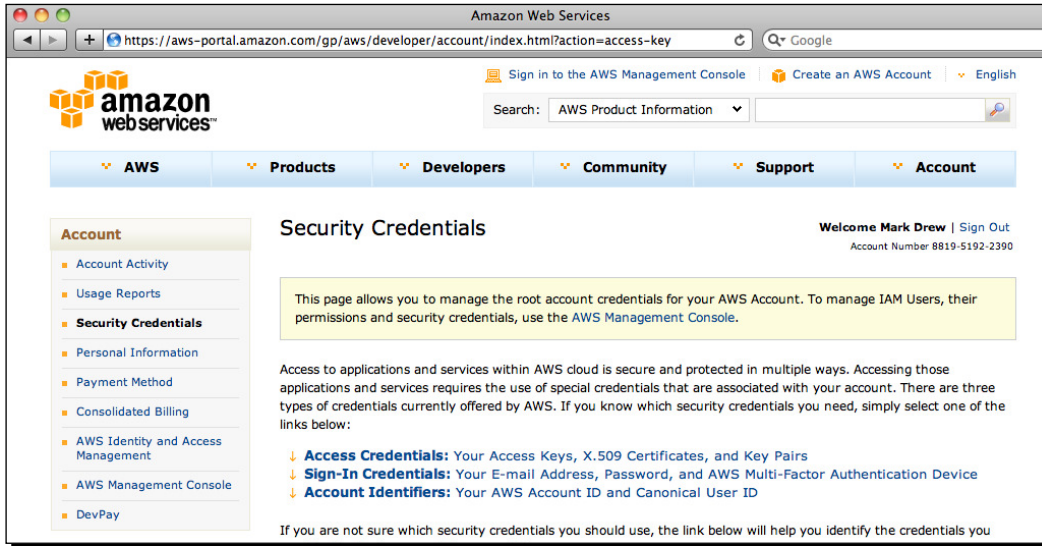 Amazon Web Services
https://aws-portal.amazon.com/gp/aws/developer/account/index.html?action=access-key
Google
Sign in to the AWS Management Console
Create an AWS Account
English
amazon
webservices™
Search:
AWS Product Information
AWS
Products
Developers
Community
Support
Account
Account
Account Activity
Usage Reports
Security Credentials
Personal Information
Payment Method
Consolidated Billing
AWS Identity and Access
Management
AWS Management Console
DevPay
Security Credentials
Welcome Mark Drew | Sign Out
Account Number 8819-5192-2390
This page allows you to manage the root account credentials for your AWS Account. To manage IAM Users, their
permissions and security credentials, use the AWS Management Console.
Access to applications and services within AWS cloud is secure and protected in multiple ways. Accessing those
applications and services requires the use of special credentials that are associated with your account. There are three
types of credentials currently offered by AWS. If you know which security credentials you need, simply select one of the
links below:
↓ Access Credentials: Your Access Keys, X.509 Certificates, and Key Pairs
↓ Sign-In Credentials: Your E-mail Address, Password, and AWS Multi-Factor Authentication Device
↓ Account Identifiers: Your AWS Account ID and Canonical User ID
If you are not sure which security credentials you should use, the link below will help you identify the credentials you